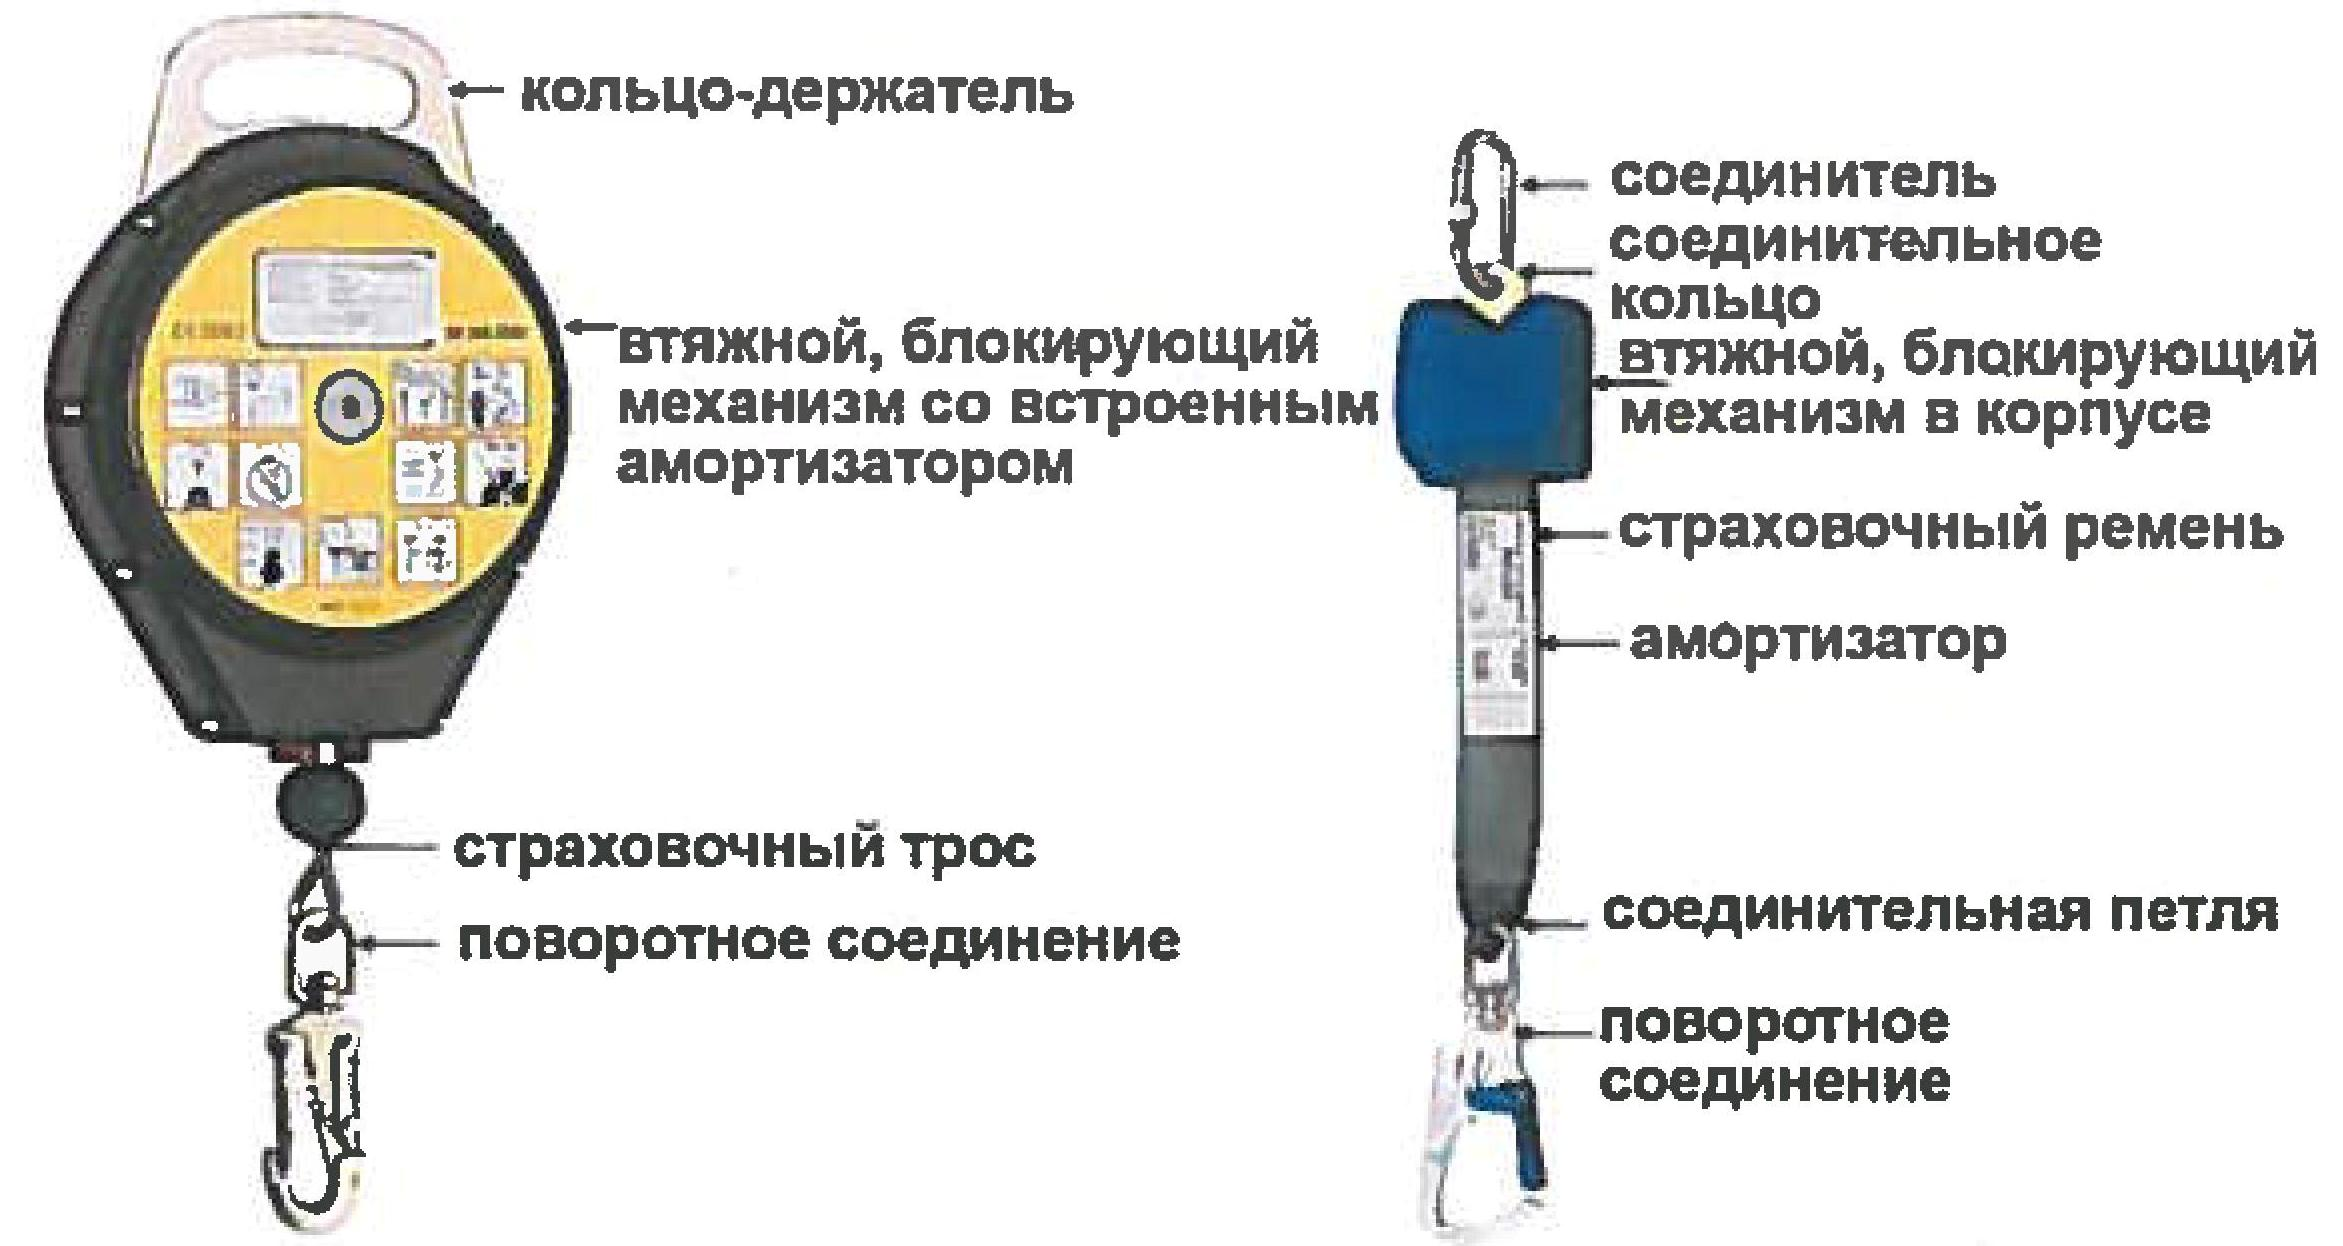 кольцо-держатель
втяжной, блокирующий
механизм со встроенным
амортизатором
страховочный трос
поворотное соединение
соединитель
соединительное
кольцо
втяжной, блокирующий
механизм в корпусе
страховочный ремень
амортизатор
соединительная петля
поворотное
соединение